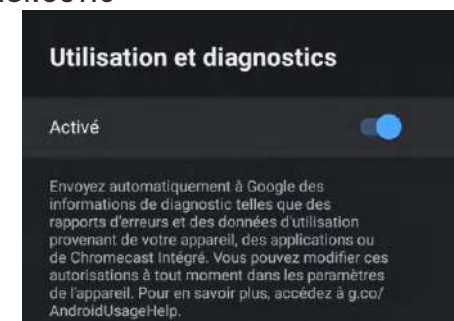 Utilisation et diagnostics
Activé
Envoyez automatiquement à Google des
informations de diagnostic telles que des
rapports d'erreurs et des données d'utilisation
provenant de votre appareil, des applications ou
de Chromecast Intégré. Vous pouvez modifier ces
autorisations à tout moment dans les paramètres
de l'appareil. Pour en savoir plus, accédez à g.co/
AndroidUsageHelp.